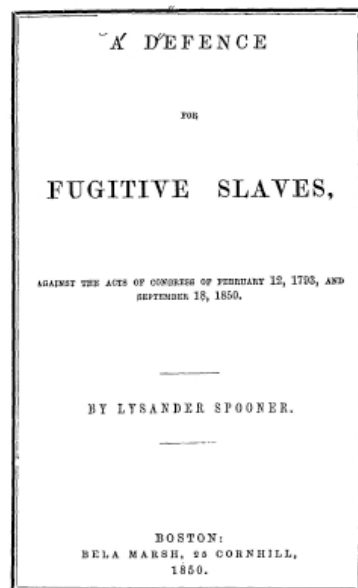 A DEFENCE
FOR
FUGITIVE SLAVES,
AGAINST THE ACTS OF CONGRESS OF FEBRUARY 12, 1793, AND
SEPTEMBER 18, 1850.
BY LYSANDER SPOONER.
BOSTON:
BELA MARSH, 25 CORNHILL,
1850.